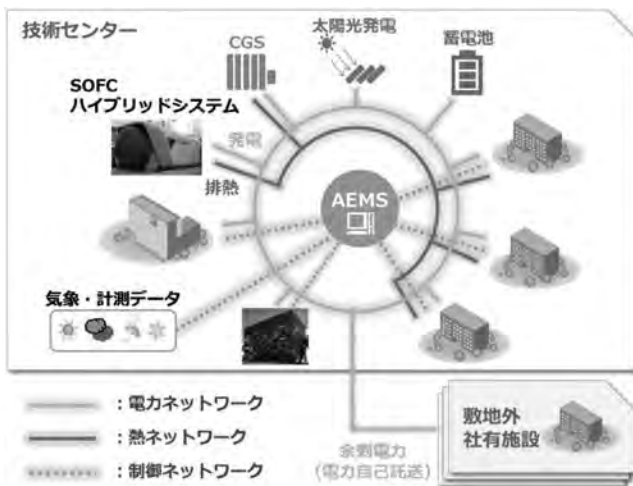 技術センター
CGS
太陽光発電
蓄電池
SOFC
ハイブリッドシステム
発電
排熱
AEMS
気象・計測データ
：電力ネットワーク
：熱ネットワーク
：制御ネットワーク
余剰電力
(電力自己託送)
敷地外
社有施設